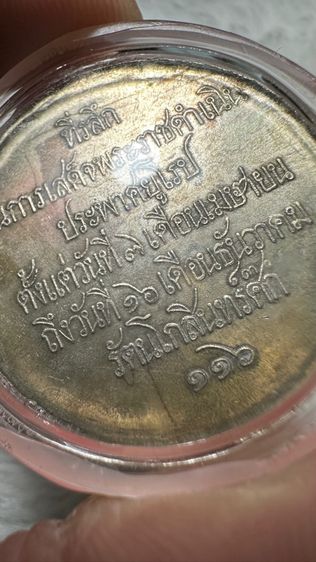 ที่รลึก
นการเสด็จพระราชดำเนิน
ประพาศยุโรป
ตั้งแต่วันที่ ๘ เดือนเมษายน
ถึงวันที่ ๑๖ เดือนธันวาคม
รัตนโกสินทรศก
๑๑๖